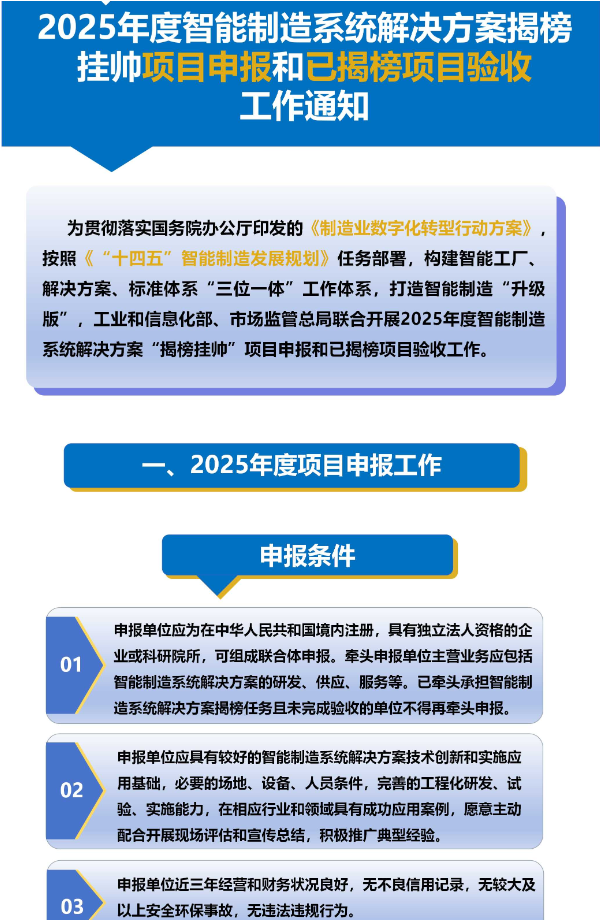 2025年度智能制造系统解决方案揭榜
挂帅项目申报和已揭榜项目验收
工作通知
为贯彻落实国务院办公厅印发的《制造业数字化转型行动方案》，
按照《“十四五”智能制造发展规划》任务部署，构建智能工厂、
解决方案、标准体系“三位一体”工作体系，打造智能制造“升级
版”，工业和信息化部、市场监管总局联合开展2025年度智能制造
系统解决方案“揭榜挂帅”项目申报和已揭榜项目验收工作。
一、2025年度项目申报工作
申报条件
01
申报单位应为在中华人民共和国境内注册，具有独立法人资格的企
业或科研院所，可组成联合体申报。牵头申报单位主营业务应包括
智能制造系统解决方案的研发、供应、服务等。已牵头承担智能制
造系统解决方案揭榜任务且未完成验收的单位不得再牵头申报。
02
申报单位应具有较好的智能制造系统解决方案技术创新和实施应
用基础，必要的场地、设备、人员条件，完善的工程化研发、试
验、实施能力，在相应行业和领域具有成功应用案例，愿意主动
配合开展现场评估和宣传总结，积极推广典型经验。
03
申报单位近三年经营和财务状况良好，无不良信用记录，无较大及
以上安全环保事故，无违法违规行为。